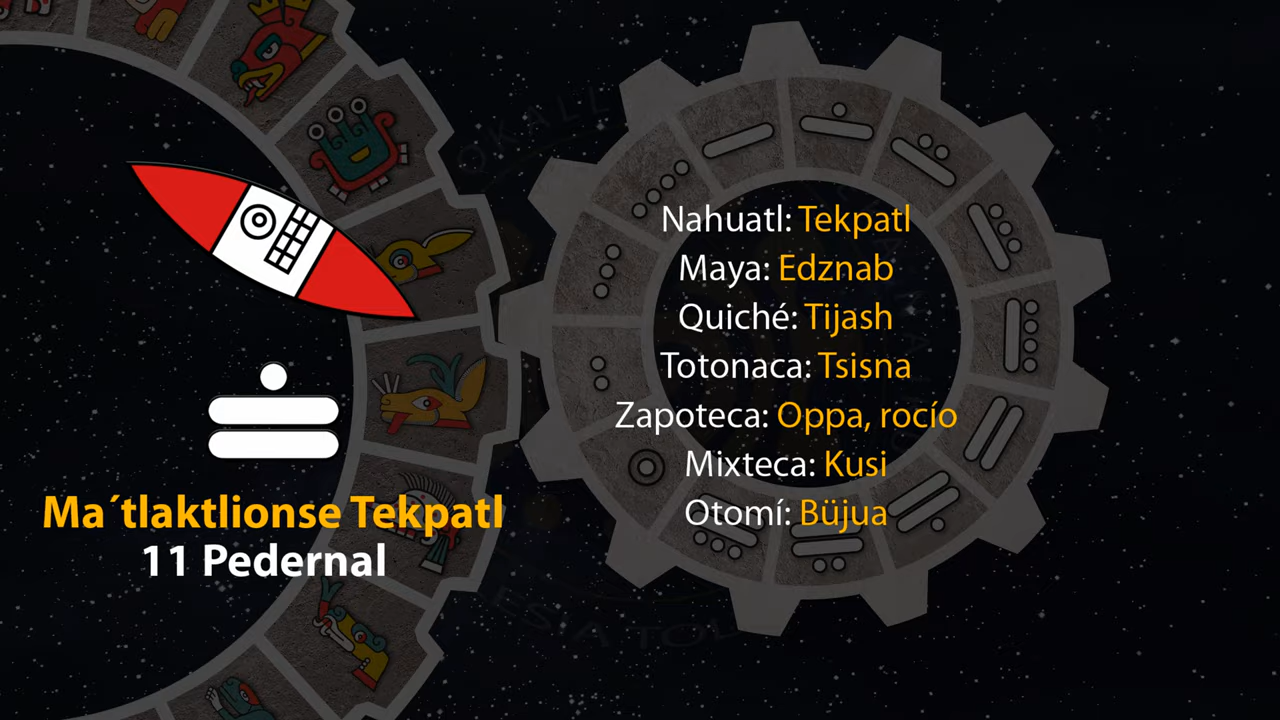 Ma´tlaktlionse Tekpatl
11 Pedernal
Nahuatl: Tekpatl
Maya: Edznab
Quiché: Tijash
Totonaca: Tsisna
Zapoteca: Oppa, rocío
Mixteca: Kusi
Otomí: Büjua